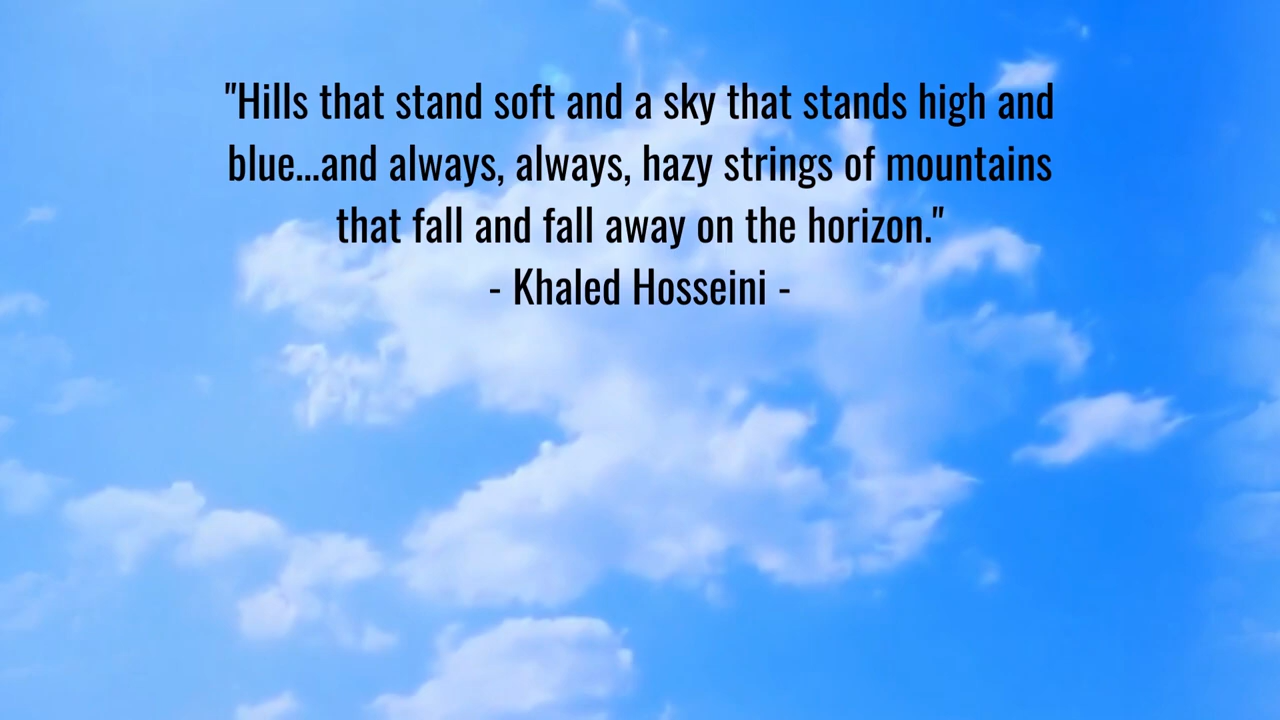 "Hills that stand soft and a sky that stands high and
blue...and always, always, hazy strings of mountains
that fall and fall away on the horizon."
- Khaled Hosseini -